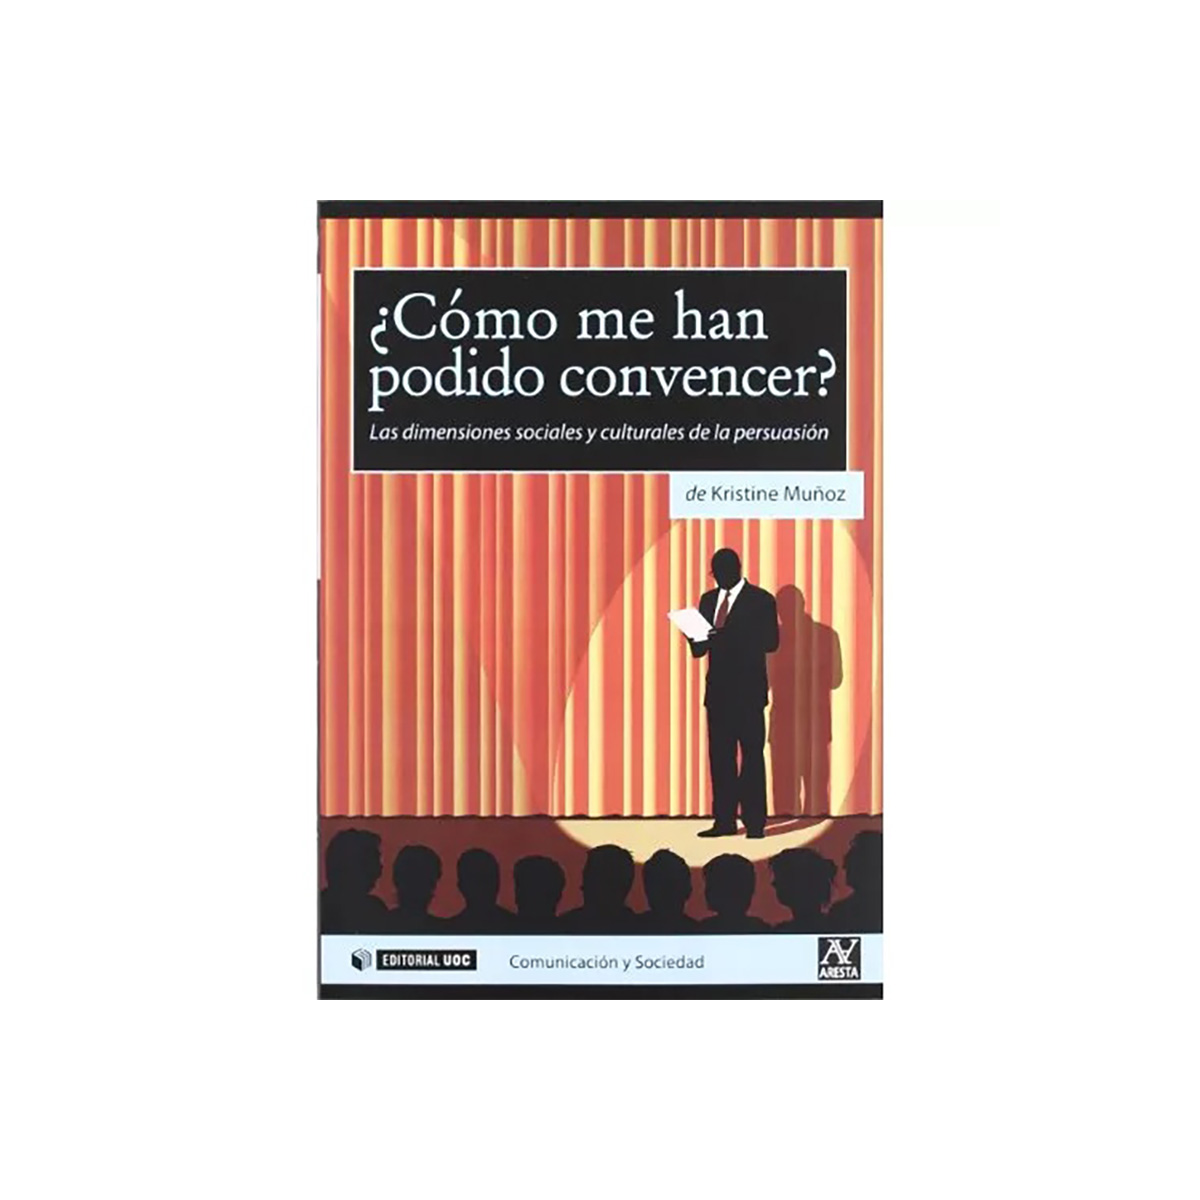 ¿Cómo me han
podido convencer?
Las dimensiones sociales y culturales de la persuasión
de Kristine Muñoz
EDITORIAL UOC
Comunicación y Sociedad
ARESTA